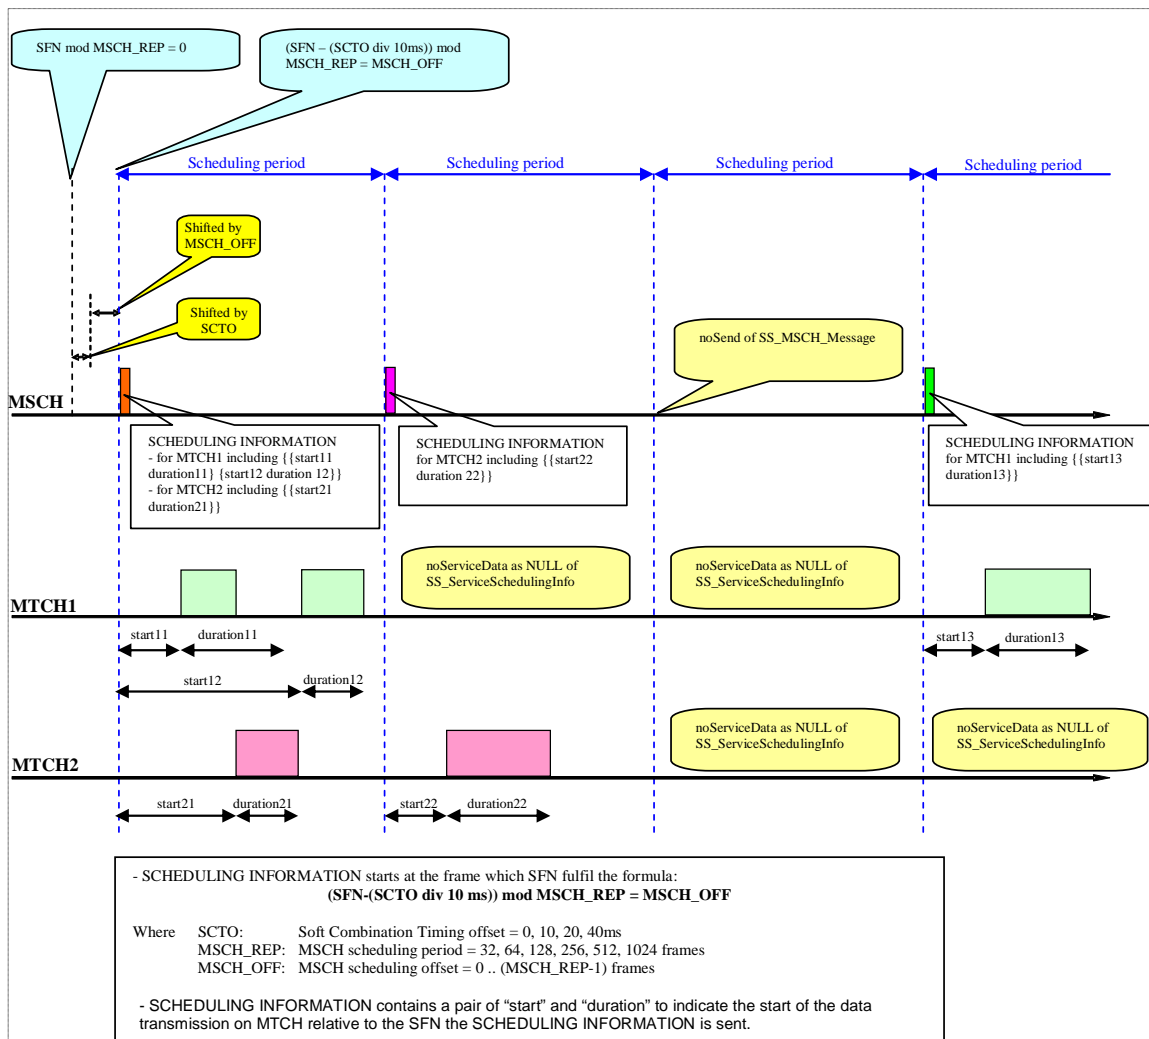 SFN mod MSCH_REP = 0
(SFN – (SCTO div 10ms)) mod
MSCH_REP = MSCH_OFF
Scheduling period
Scheduling period
Scheduling period
Scheduling period
Shifted by
MSCH_OFF
Shifted by
SCTO
noSend of SS_MSCH_Message
MSCH
SCHEDULING INFORMATION
- for MTCH1 including {{start11
duration11} {start12 duration 12}}
- for MTCH2 including {{start21
duration21}}
SCHEDULING INFORMATION
for MTCH2 including {{start22
duration 22}}
SCHEDULING INFORMATION
for MTCH1 including {{start13
duration13}}
noServiceData as NULL of
SS_ServiceSchedulingInfo
noServiceData as NULL of
SS_ServiceSchedulingInfo
MTCH1
start11
duration11
start13
duration13
start12
duration12
noServiceData as NULL of
SS_ServiceSchedulingInfo
noServiceData as NULL of
SS_ServiceSchedulingInfo
MTCH2
start21
duration21
start22
duration22
- SCHEDULING INFORMATION starts at the frame which SFN fulfil the formula:
(SFN-(SCTO div 10 ms)) mod MSCH_REP = MSCH_OFF
Where SCTO: Soft Combination Timing offset = 0, 10, 20, 40ms
MSCH_REP: MSCH scheduling period = 32, 64, 128, 256, 512, 1024 frames
MSCH_OFF: MSCH scheduling offset = 0 .. (MSCH_REP-1) frames
- SCHEDULING INFORMATION contains a pair of “start” and “duration” to indicate the start of the data
transmission on MTCH relative to the SFN the SCHEDULING INFORMATION is sent.